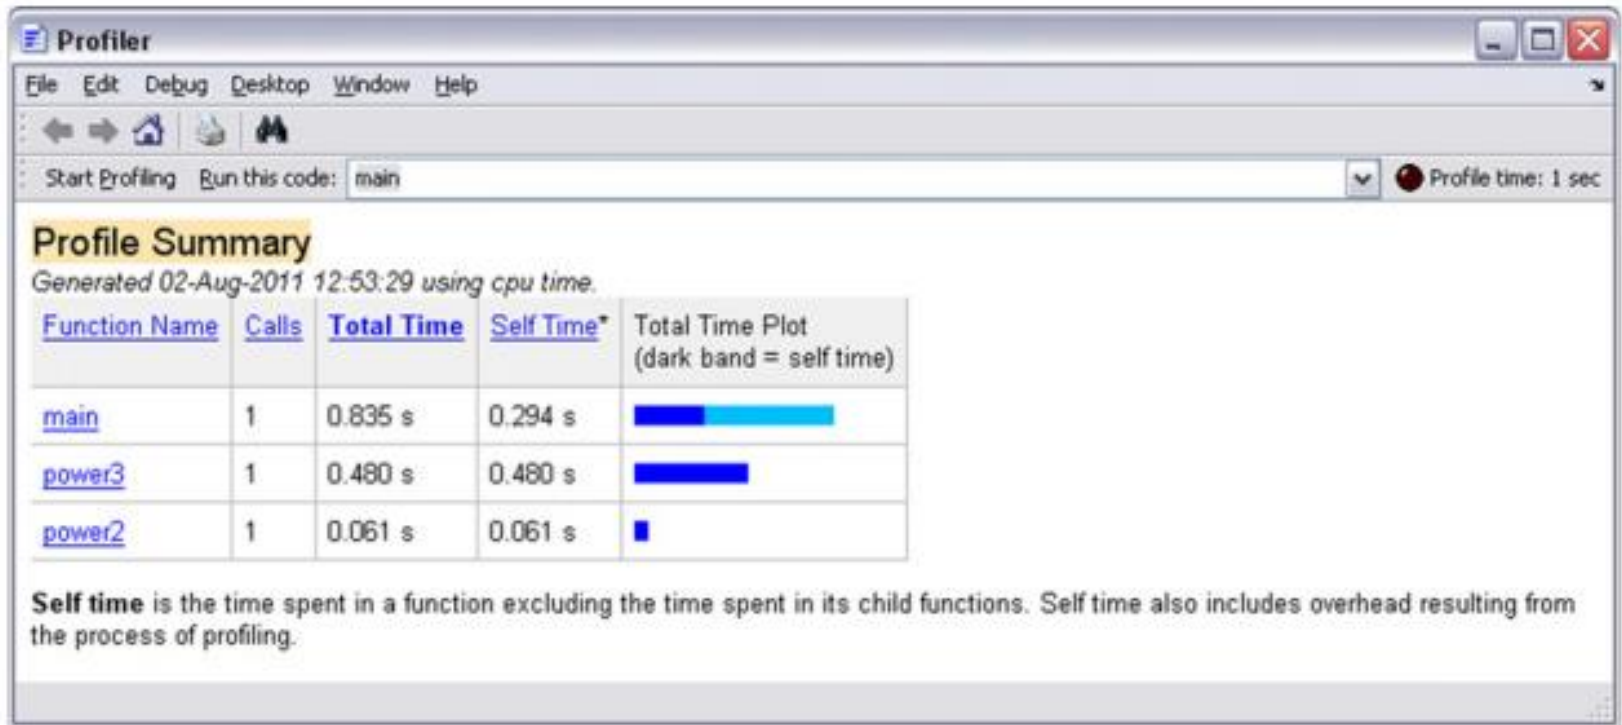 Profiler
File Edit Debug Desktop Window Help
Start Profiling Run this code: main Profile time: 1 sec
Profile Summary
Generated 02-Aug-2011 12:53:29 using cpu time.
Function Name Calls Total Time Self Time* Total Time Plot
(dark band = self time)
main 1 0.835 s 0.294 s
power3 1 0.480 s 0.480 s
power2 1 0.061 s 0.061 s
Self time is the time spent in a function excluding the time spent in its child functions. Self time also includes overhead resulting from
the process of profiling.